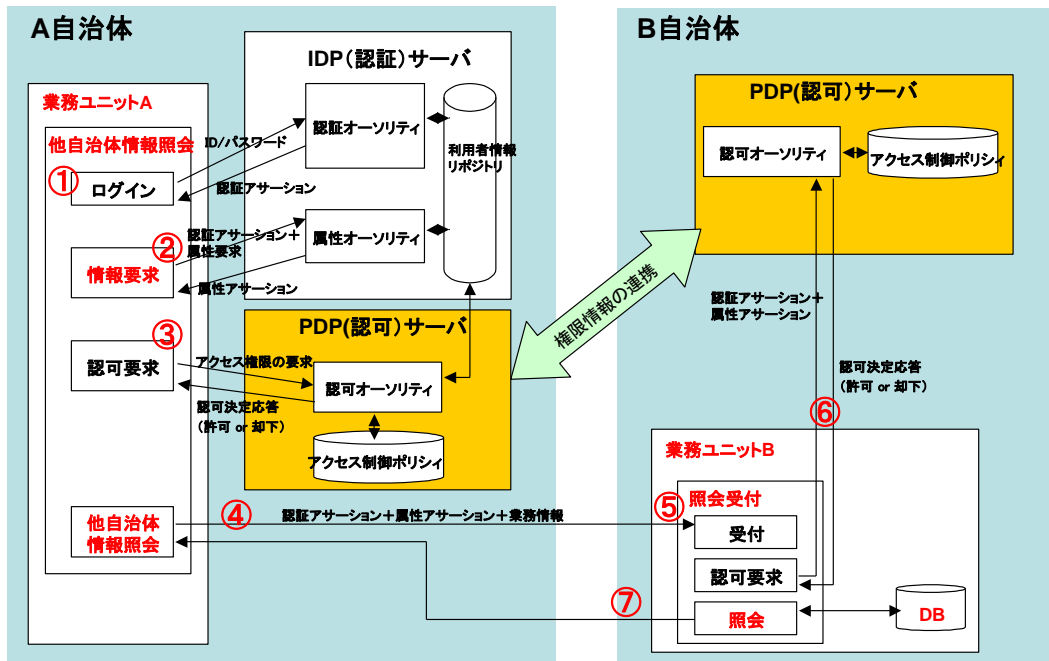 A自治体
業務ユニットA
他自治体情報照会
①
ログイン
②
情報要求
③
認可要求
他自治体
情報照会
ID/パスワード
認証アサーション
認証アサーション＋
属性要求
属性アサーション
アクセス権限の要求
認可決定応答
（許可 or 却下）
IDP（認証）サーバ
認証オーソリティ
属性オーソリティ
利用者情報
リポジトリ
PDP(認可）サーバ
認可オーソリティ
アクセス制御ポリシィ
権限情報の連携
④
認証アサーション＋属性アサーション＋業務情報
B自治体
PDP(認可）サーバ
認可オーソリティ
アクセス制御ポリシィ
認証アサーション＋
属性アサーション
認可決定応答
（許可 or 却下）
⑥
業務ユニットB
⑤
照会受付
受付
認可要求
照会
DB
⑦